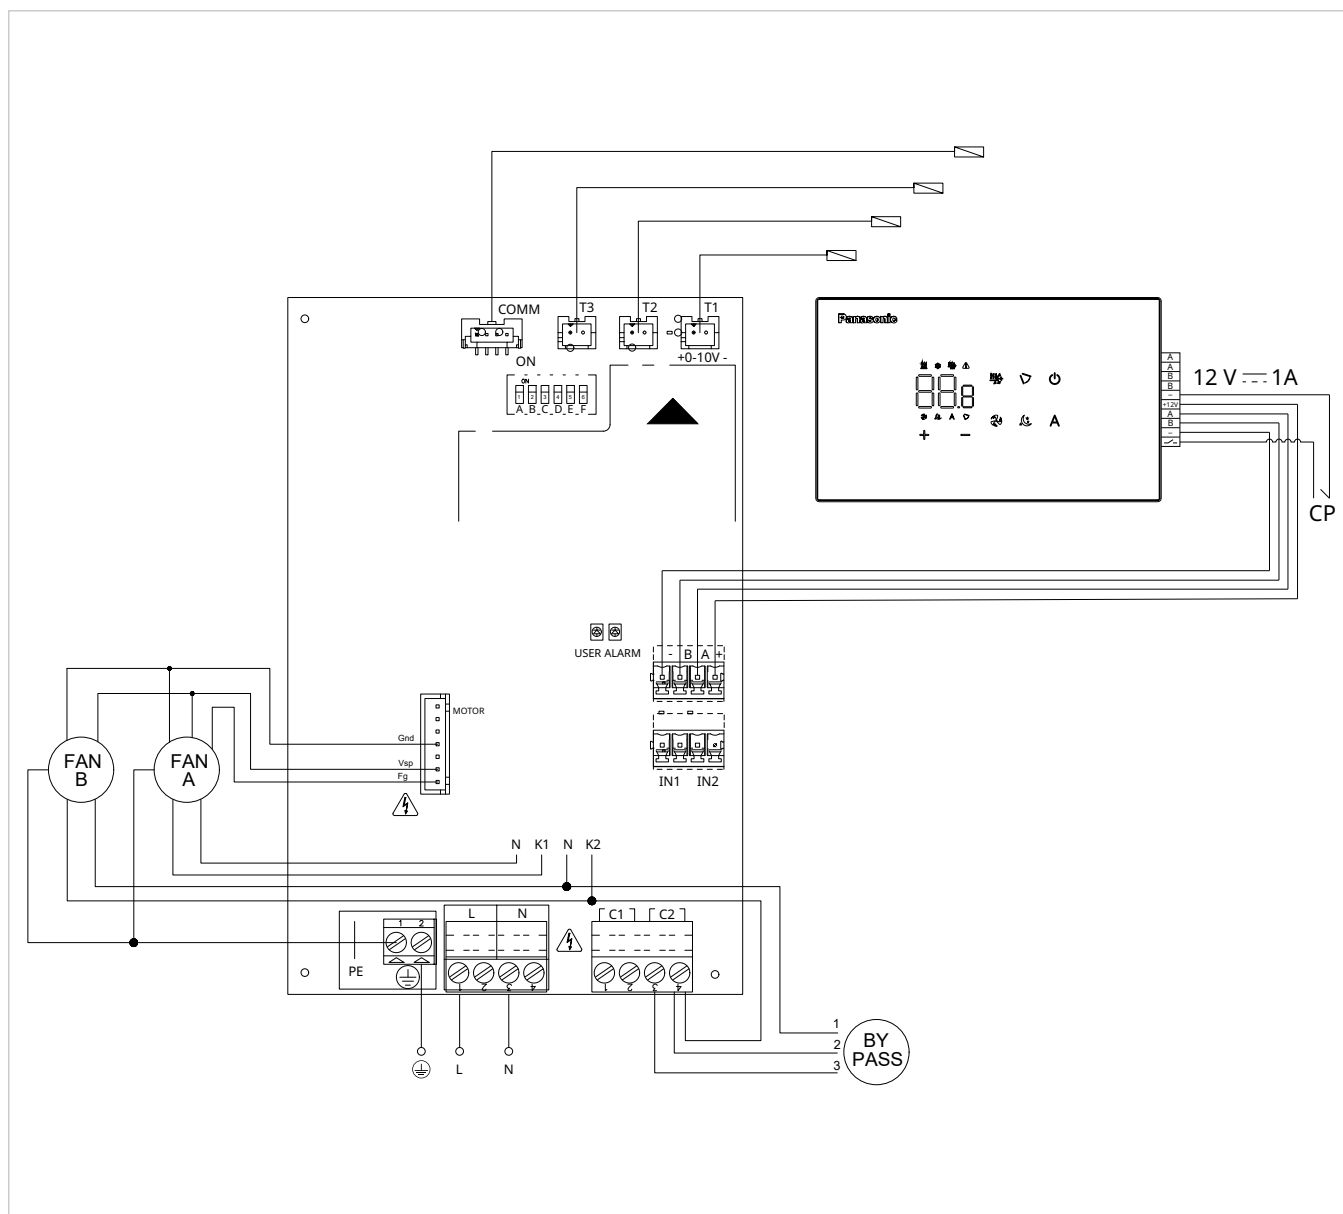 COMM
T3
T2
T1
+0-10V -
ON
ON
1 2 3 4 5 6
A B C D E F
Panasonic
88.8
A
+ -
A
A
B
B
-
+12V
A
B
-
12 V 1A
CP
USER ALARM
- B A +
IN1 IN2
MOTOR
Gnd
Vsp
Fg
FAN
B
FAN
A
N K1 N K2
1 2
PE
L N
1 2 3 4
C1 C2
1 2 3 4
L
N
1
2
3
BY
PASS